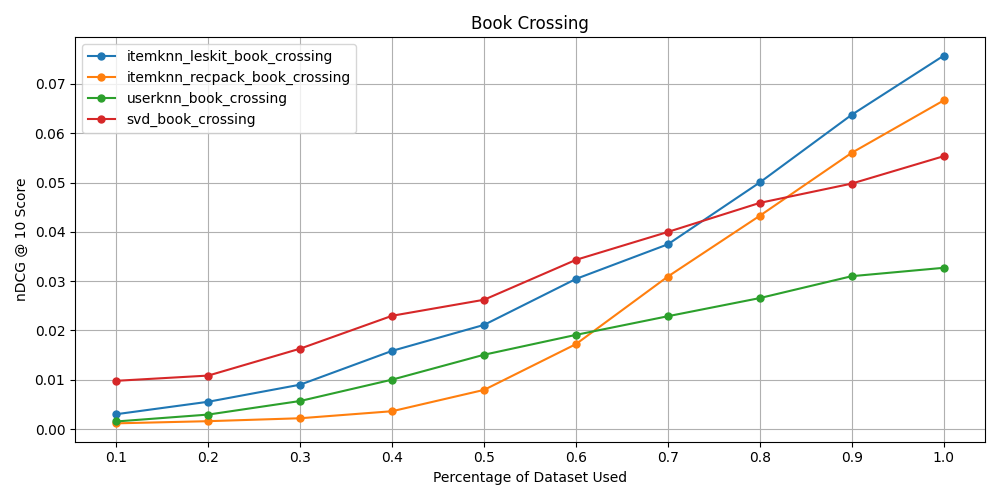 Book Crossing
itemknn_leskit_book_crossing
itemknn_recpack_book_crossing
userknn_book_crossing
svd_book_crossing
nDCG @ 10 Score
0.07
0.06
0.05
0.04
0.03
0.02
0.01
0.00
0.1 0.2 0.3 0.4 0.5 0.6 0.7 0.8 0.9 1.0
Percentage of Dataset Used